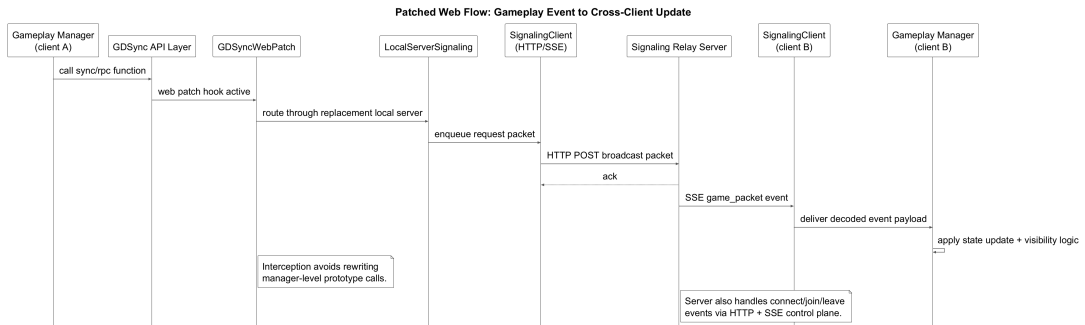 Patched Web Flow: Gameplay Event to Cross-Client Update
Gameplay Manager
(client A)
GDSync API Layer
GDSyncWebPatch
LocalServerSignaling
SignalingClient
(HTTP/SSE)
Signaling Relay Server
SignalingClient
(client B)
Gameplay Manager
(client B)
call sync/rpc function
web patch hook active
route through replacement local server
enqueue request packet
HTTP POST broadcast packet
ack
SSE game_packet event
deliver decoded event payload
apply state update + visibility logic
Interception avoids rewriting
manager-level prototype calls.
Server also handles connect/join/leave
events via HTTP + SSE control plane.